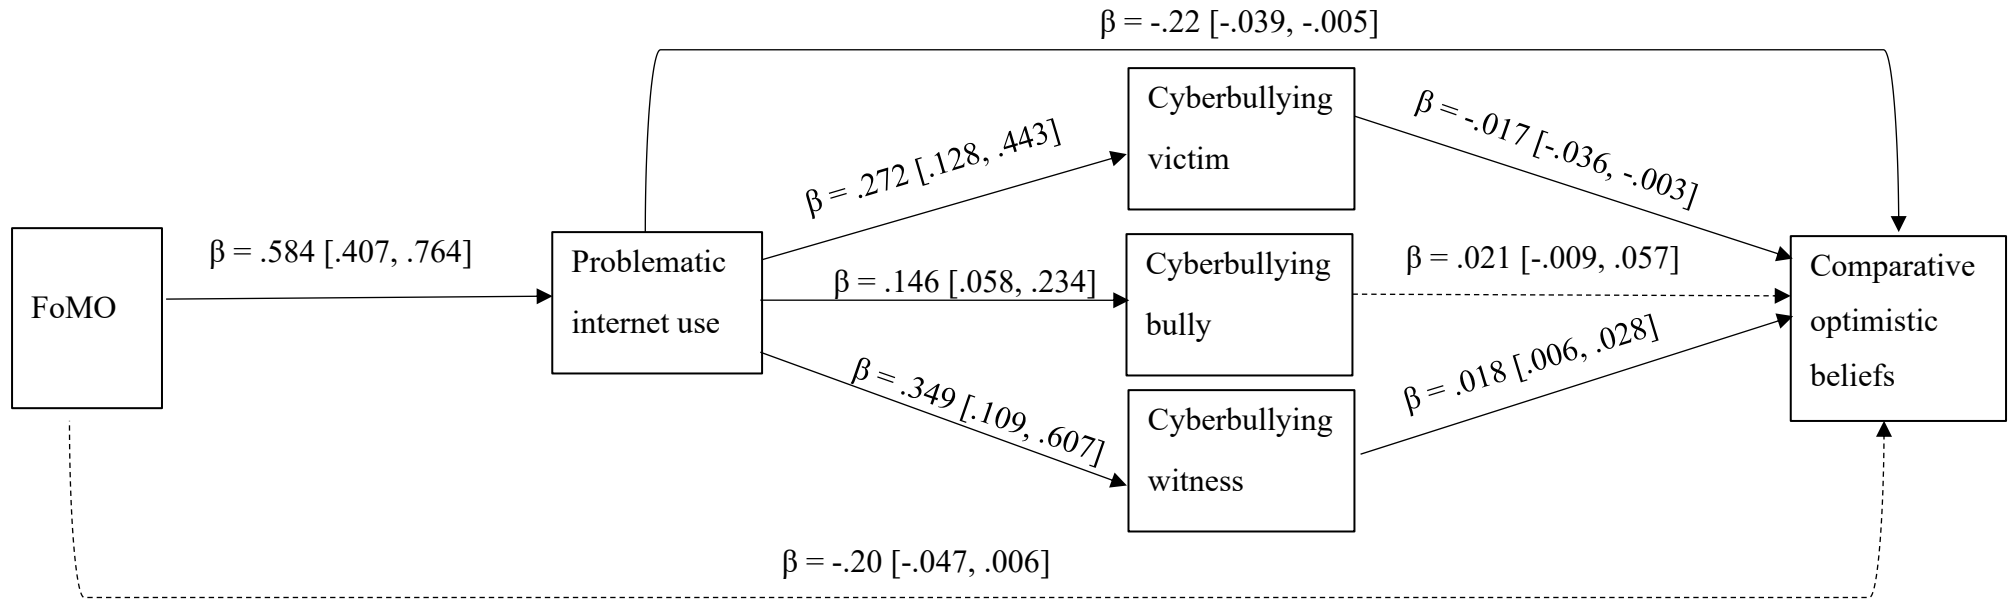 β = -.22 [-.039, -.005]
Cyberbullying
victim
β = -.017 [-.036, -.003]
β = .272 [.128, .443]
FoMO
β = .584 [.407, .764]
Problematic
internet use
β = .146 [.058, .234]
Cyberbullying
bully
β = .021 [-.009, .057]
Comparative
optimistic
beliefs
β = .349 [.109, .607]
Cyberbullying
witness
β = .018 [.006, .028]
β = -.20 [-.047, .006]